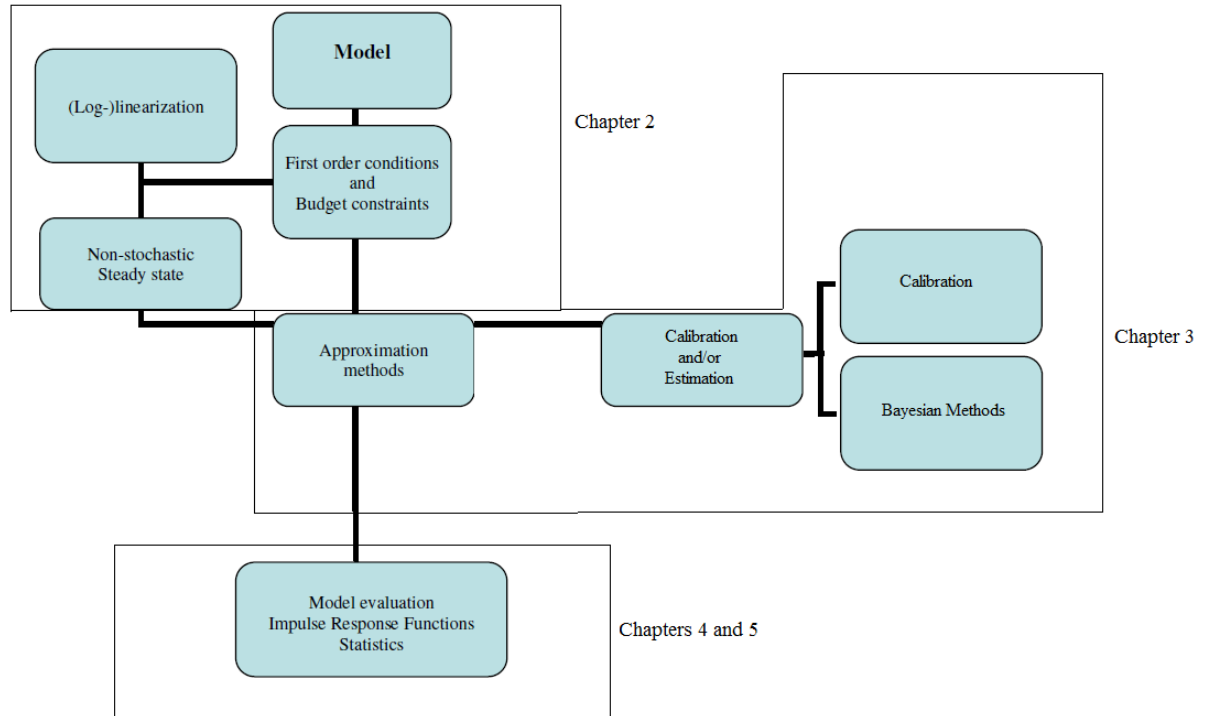 Model
(Log-)linearization
Chapter 2
First order conditions
and
Budget constraints
Non-stochastic
Steady state
Calibration
Approximation
methods
Calibration
and/or
Estimation
Chapter 3
Bayesian Methods
Model evaluation
Impulse Response Functions
Statistics
Chapters 4 and 5